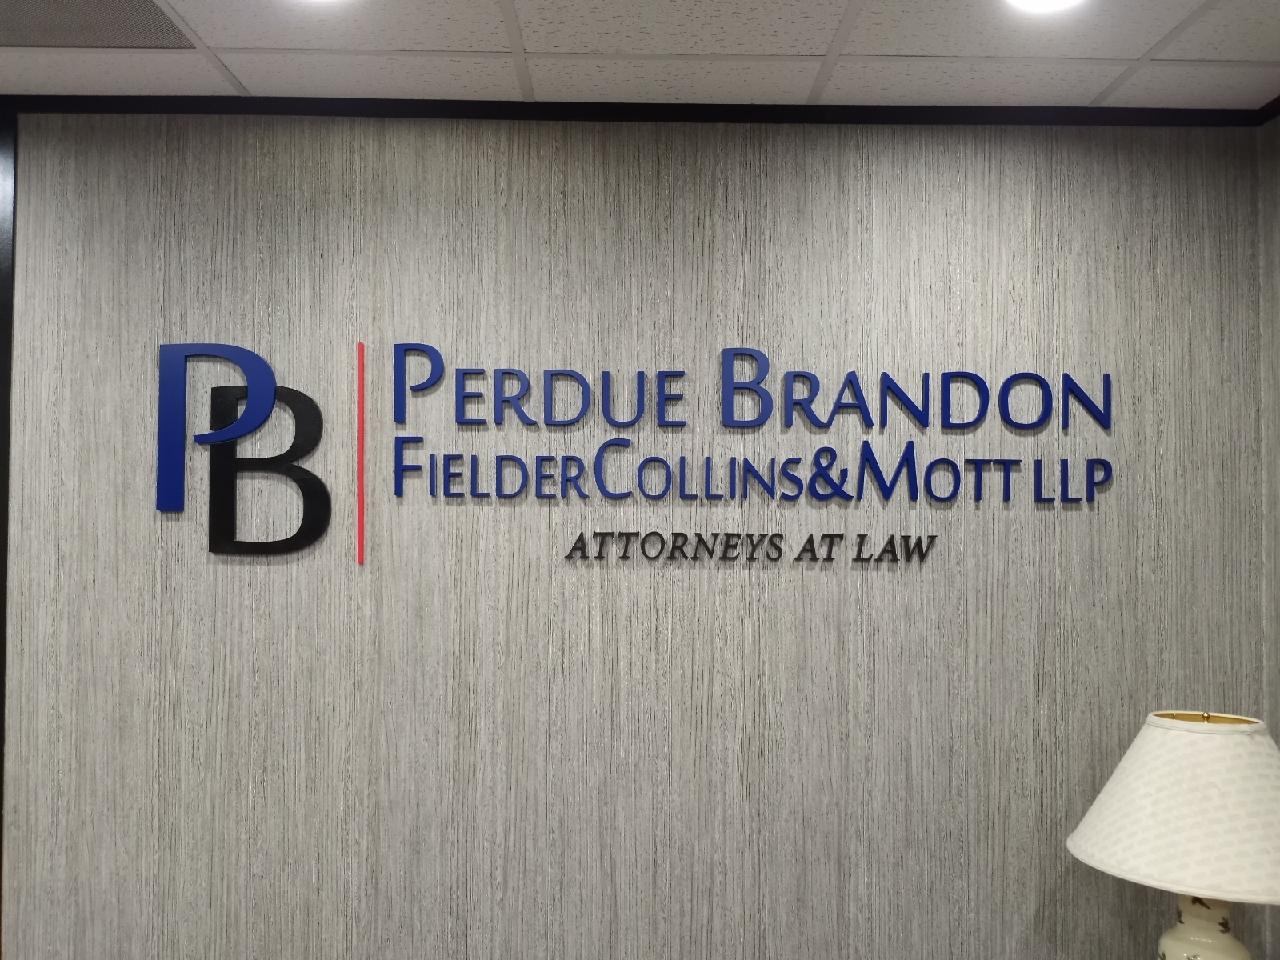 PB
PERDUE BRANDON
FIELDERCOLLINS&MOTT LLP
ATTORNEYS AT LAW